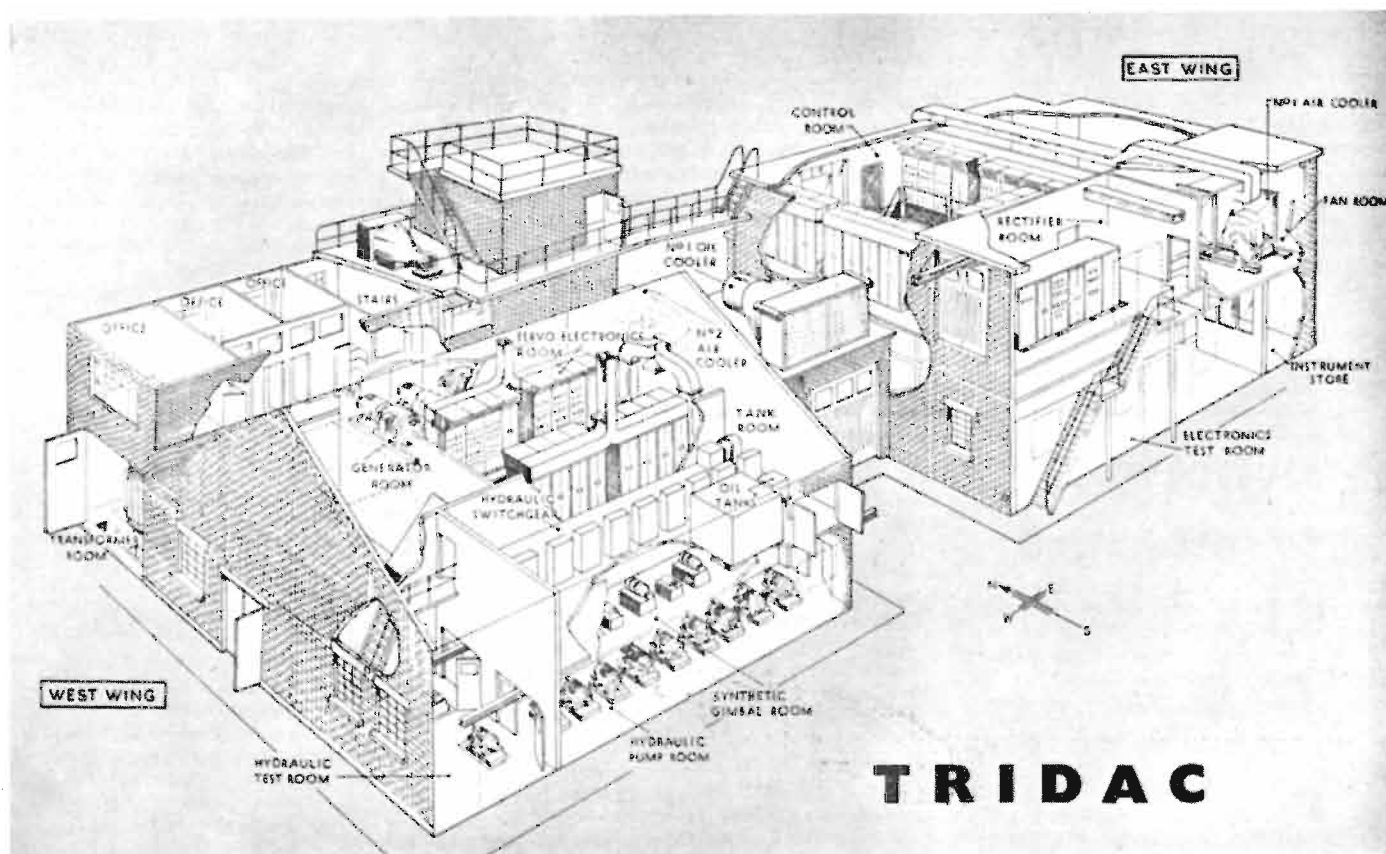 EAST WING
Nº1 AIR COOLER
CONTROL
ROOM
FAN ROOM
RECTIFIER
ROOM
Nº1 OIL
COOLER
OFFICE
OFFICE
OFFICE
STAIRS
SERVO ELECTRONICS
ROOM
Nº2
AIR
COOLER
INSTRUMENT
STORE
TANK
ROOM
ELECTRONICS
TEST ROOM
GENERATOR
ROOM
OIL
TANKS
HYDRAULIC
SWITCHGEAR
TRANSFORMER
ROOM
N
E
W
S
WEST WING
SYNTHETIC
GIMBAL ROOM
HYDRAULIC
PUMP ROOM
HYDRAULIC
TEST ROOM
TRIDAC